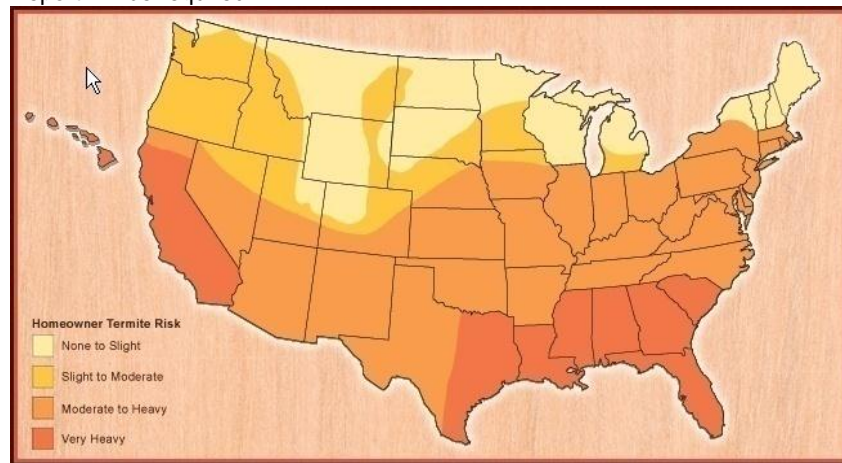 Homeowner Termite Risk
None to Slight
Slight to Moderate
Moderate to Heavy
Very Heavy